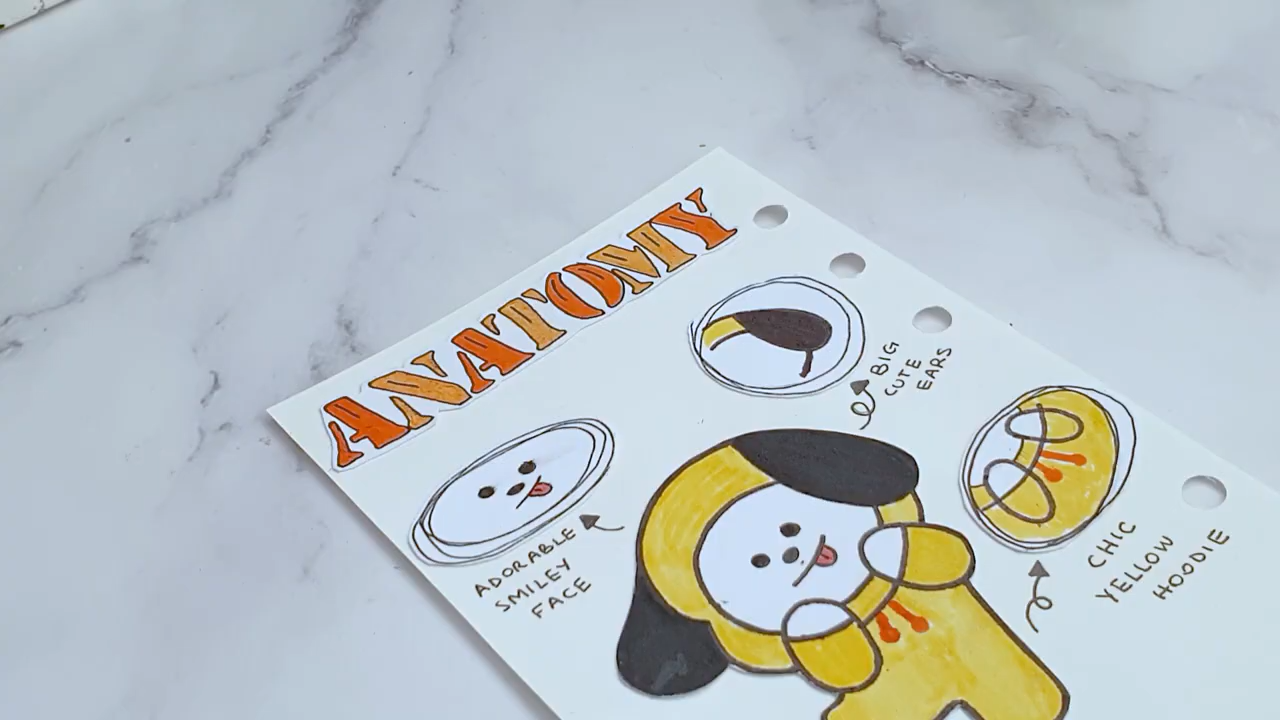 ANATOMY
BIG
CUTE
EARS
ADORABLE
SMILEY
FACE
CHIC
YELLOW
HOODIE